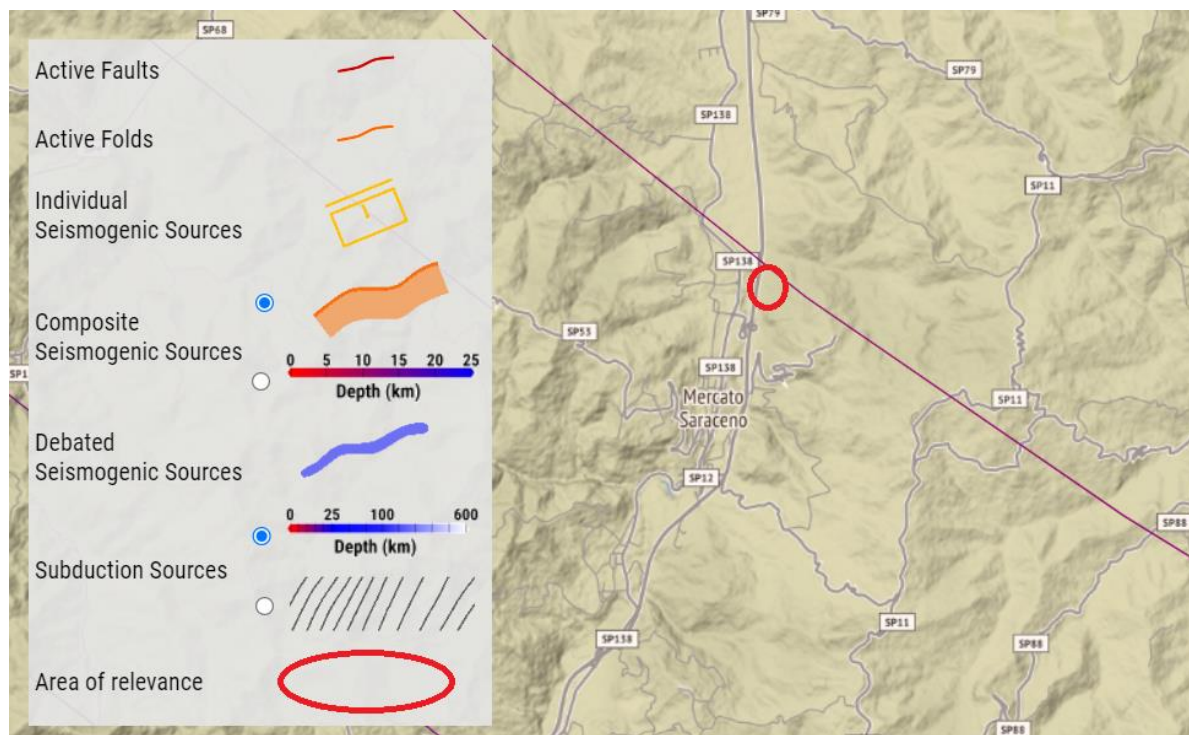 Active Faults
Active Folds
Individual
Seismogenic Sources
Composite
Seismogenic Sources
0 5 10 15 20 25
Depth (km)
Debated
Seismogenic Sources
0 25 100 600
Depth (km)
Subduction Sources
Area of relevance
SP68
SP79
SP79
SP138
SP11
SP138
SP53
SP138
SP11
Mercato
Saraceno
SP12
SP88
SP11
SP138
SP88
SP88